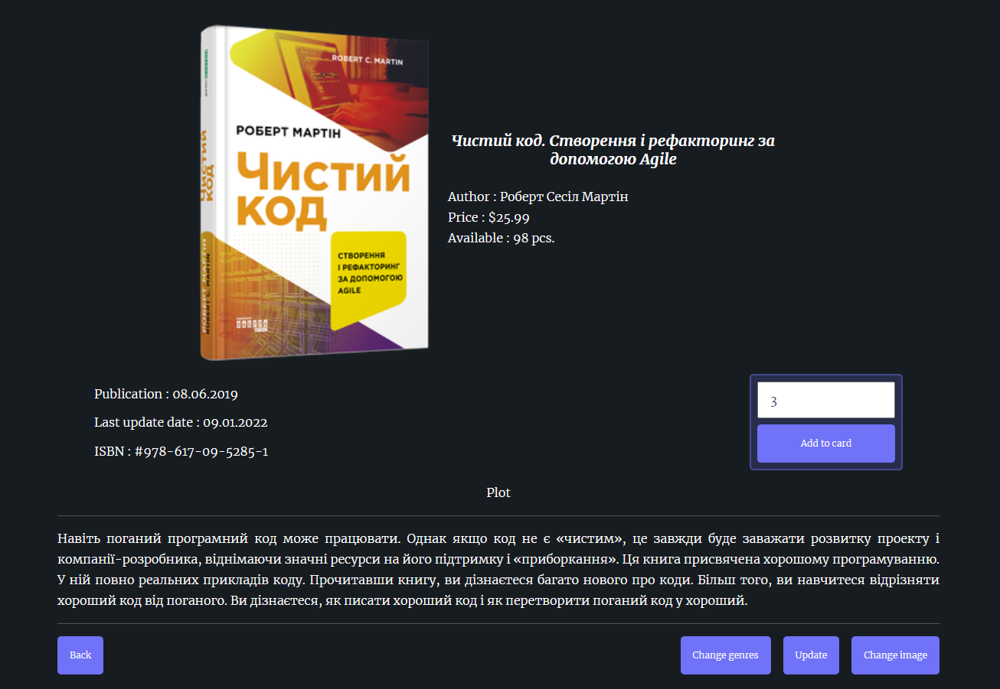 ROBERT C. MARTIN
РОБЕРТ МАРТІН
Чистий
код
СТВОРЕННЯ
І РЕФАКТОРИНГ
ЗА ДОПОМОГОЮ
AGILE
ЧИСТИЙ
КОД
ROBERT C. MARTIN
Чистий код. Створення і рефакторинг за
допомогою Agile
Author : Роберт Сесіл Мартін
Price : $25.99
Available : 98 pcs.
Publication : 08.06.2019
Last update date : 09.01.2022
ISBN : #978-617-09-5285-1
3
Add to card
Plot
Навіть поганий програмний код може працювати. Однак якщо код не є «чистим», це завжди буде заважати розвитку проекту і
компанії-розробника, віднімаючи значні ресурси на його підтримку і «приборкання». Ця книга присвячена хорошому програмуванню.
У ній повно реальних прикладів коду. Прочитавши книгу, ви дізнаєтеся багато нового про коди. Більш того, ви навчитеся відрізняти
хороший код від поганого. Ви дізнаєтеся, як писати хороший код і як перетворити поганий код у хороший.
Back
Change genres
Update
Change image